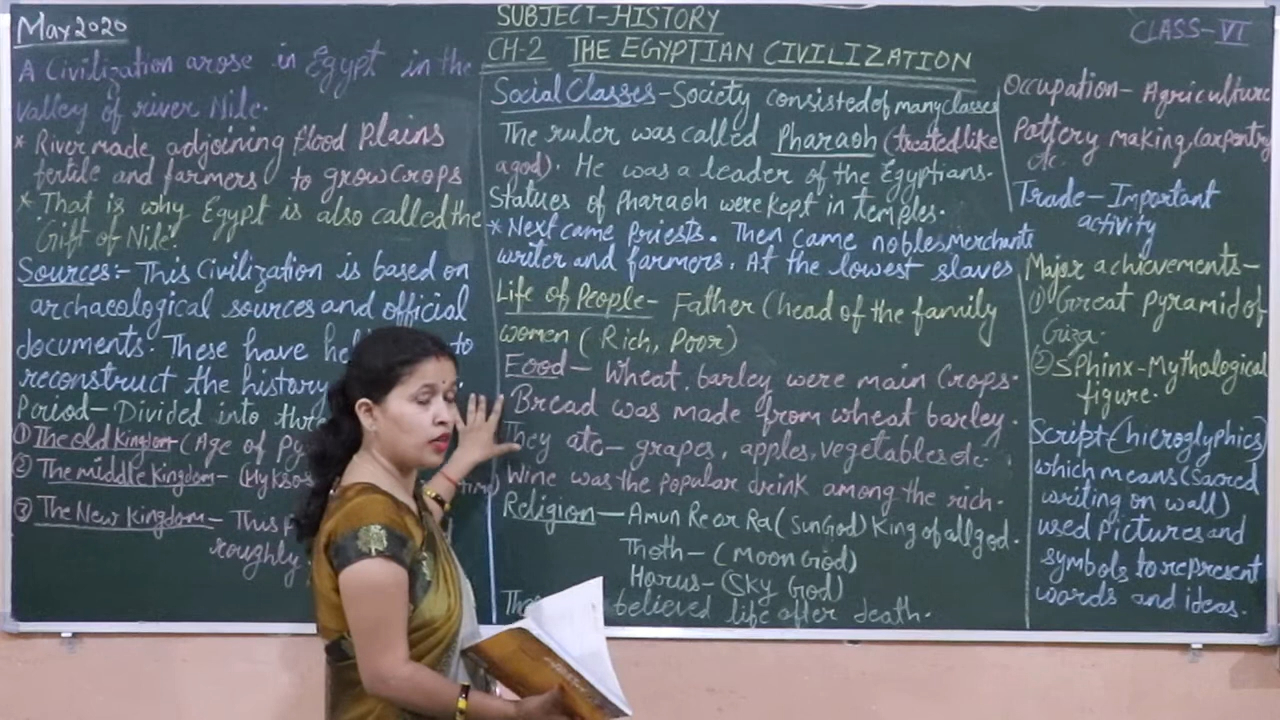 May 2020
SUBJECT-HISTORY
CLASS-VI
CH-2 THE EGYPTIAN CIVILIZATION
A Civilization arose in Egypt in the
valley of river Nile.
* River made adjoining flood Plains
fertile and farmers to grow crops
* That is why Egypt is also called the
Gift of Nile.
Sources:- This Civilization is based on
archaeological sources and official
documents. These have to
reconstruct the history
Period- Divided into
① The old kingdom- (Age of
② The middle kingdom- (Hyksos
③ The New Kingdom- This
roughly
Social Classes- Society consisted of many classes
The ruler was called Pharaoh (treated like
a god). He was a leader of the Egyptians.
Statues of Pharaoh were kept in temples.
* Next came Priests. Then came nobles, Merchants
writer and farmers. At the lowest slaves
Life of People- Father (head of the family
women (Rich, Poor)
Food- Wheat, barley were main Crops.
Bread was made from wheat barley.
They ate- grapes, apples, vegetables etc.
Wine was the popular drink among the rich.
Religion- Amun Re or Ra (Sun God) King of all god.
Thoth- (Moon God)
Horus- (Sky God)
believed life after death.
Occupation- Agriculture
Pottery making, Carpentry
etc.
Trade- Important
activity
Major achievements-
① Great Pyramid of
Giza.
② Sphinx- Mythological
figure.
Script- (hieroglyphics)
which means (Sacred
writing on wall)
used Pictures and
symbols to represent
words and ideas.